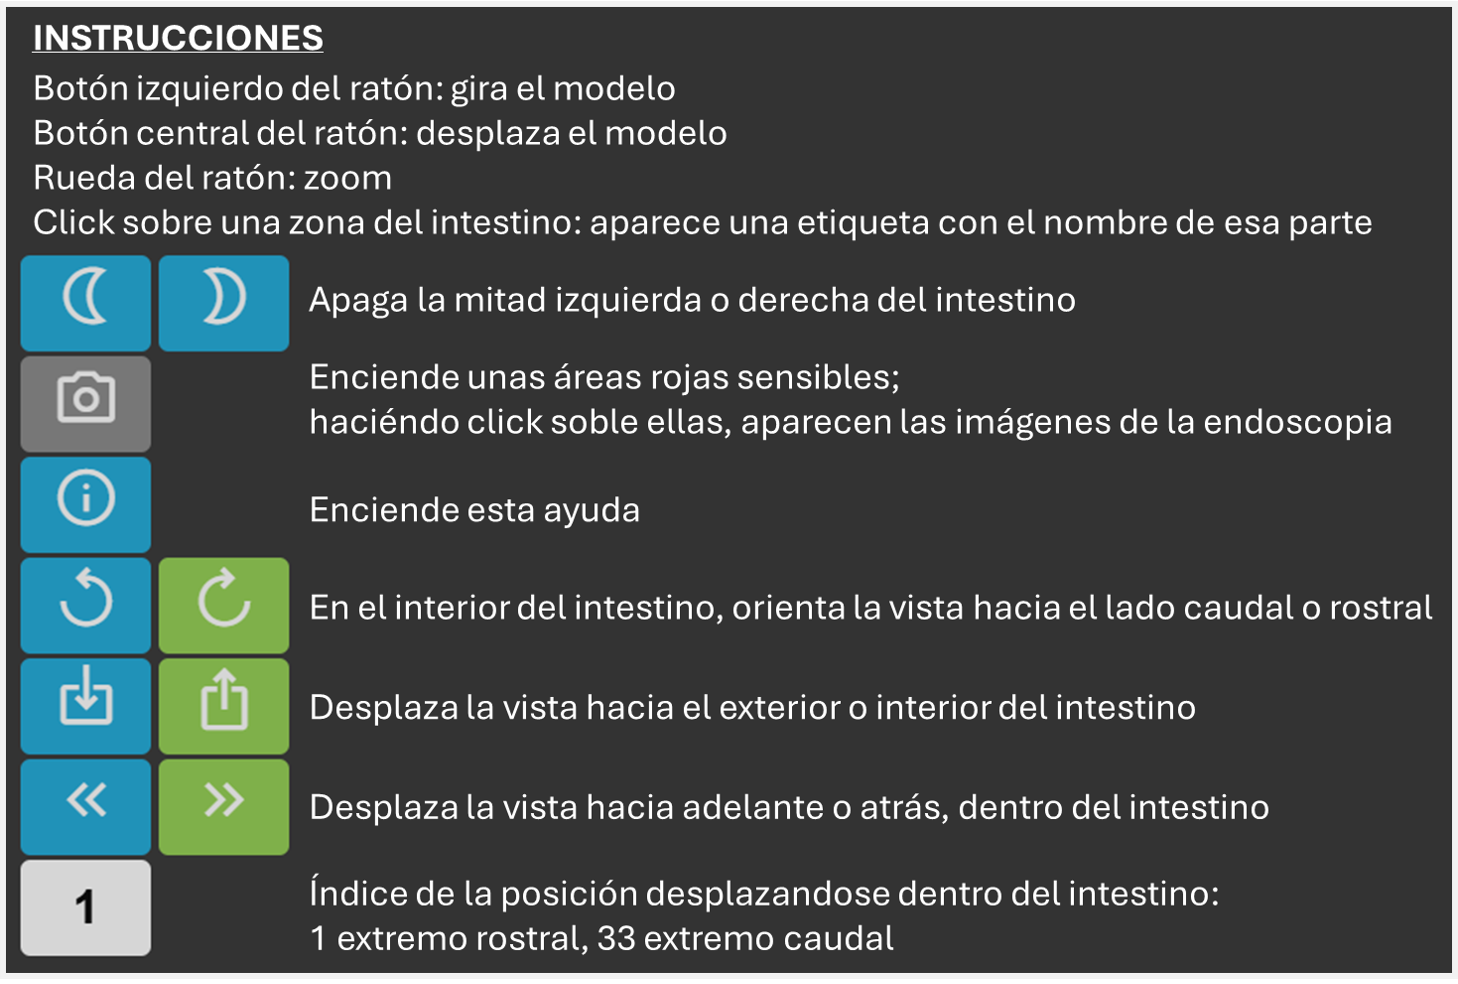 INSTRUCCIONES
Botón izquierdo del ratón: gira el modelo
Botón central del ratón: desplaza el modelo
Rueda del ratón: zoom
Click sobre una zona del intestino: aparece una etiqueta con el nombre de esa parte
Apaga la mitad izquierda o derecha del intestino
Enciende unas áreas rojas sensibles;
haciéndo click soble ellas, aparecen las imágenes de la endoscopia
Enciende esta ayuda
En el interior del intestino, orienta la vista hacia el lado caudal o rostral
Desplaza la vista hacia el exterior o interior del intestino
Desplaza la vista hacia adelante o atrás, dentro del intestino
1
Índice de la posición desplazandose dentro del intestino:
1 extremo rostral, 33 extremo caudal